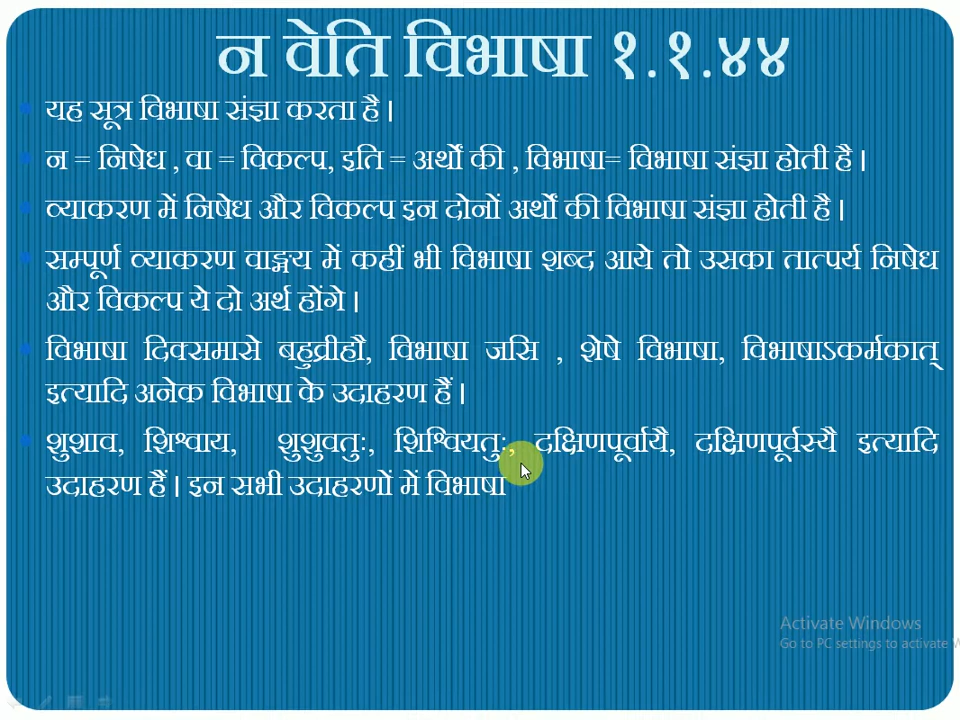 न वेति विभाषा १.१.४४
यह सूत्र विभाषा संज्ञा करता है।
न = निषेध , वा = विकल्प, इति = अर्थों की , विभाषा= विभाषा संज्ञा होती है।
व्याकरण में निषेध और विकल्प इन दोनों अर्थों की विभाषा संज्ञा होती है।
सम्पूर्ण व्याकरण वाङ्मय में कहीं भी विभाषा शब्द आये तो उसका तात्पर्य निषेध
और विकल्प ये दो अर्थ होंगे।
विभाषा दिक्समासे बहुव्रीहौ, विभाषा जसि , शेषे विभाषा, विभाषाऽकर्मकात्
इत्यादि अनेक विभाषा के उदाहरण हैं।
शुशाव, शिश्वाय, शुशुवतुः, शिश्वियतुः, दक्षिणपूर्वायै, दक्षिणपूर्वस्यै इत्यादि
उदाहरण हैं। इन सभी उदाहरणों में विभाषा
Activate Windows
Go to PC settings to activate W